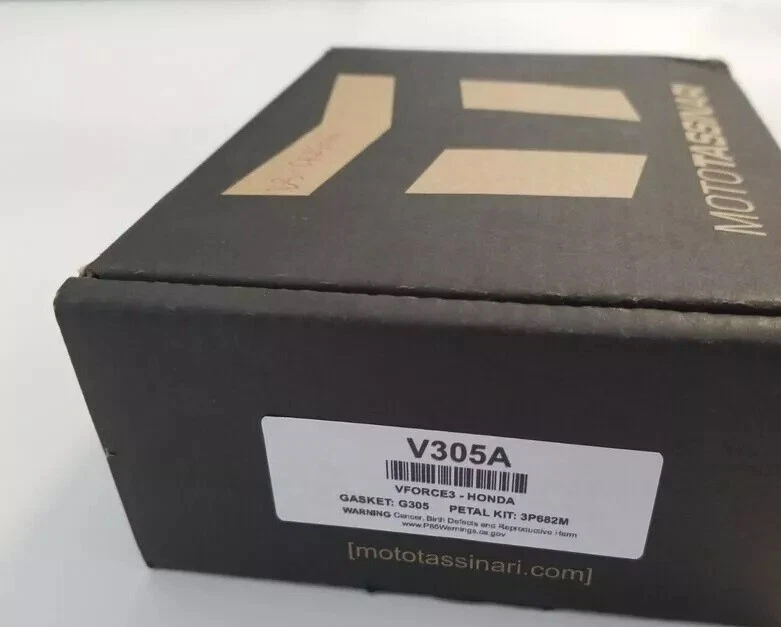 MOTOTASSINARI
V305A
VFORCE3 - HONDA
GASKET: G305 PETAL KIT: 3P682M
WARNING Cancer, Birth Defects and Reproductive Harm
www.P65Warnings.ca.gov
[mototassinari.com]